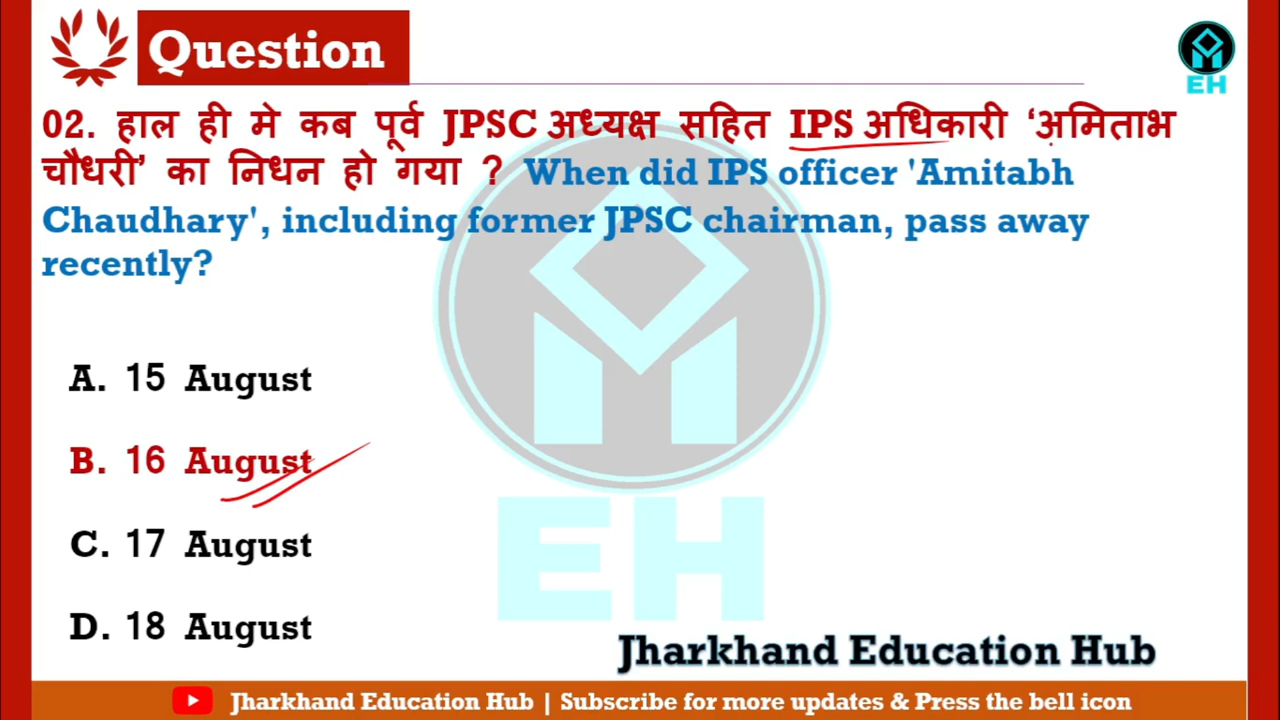 Question
EH
02. हाल ही मे कब पूर्व JPSC अध्यक्ष सहित IPS अधिकारी ‘अमिताभ
चौधरी’ का निधन हो गया ? When did IPS officer 'Amitabh
Chaudhary', including former JPSC chairman, pass away
recently?
A. 15 August
B. 16 August
C. 17 August
D. 18 August
EH
Jharkhand Education Hub
Jharkhand Education Hub | Subscribe for more updates & Press the bell icon